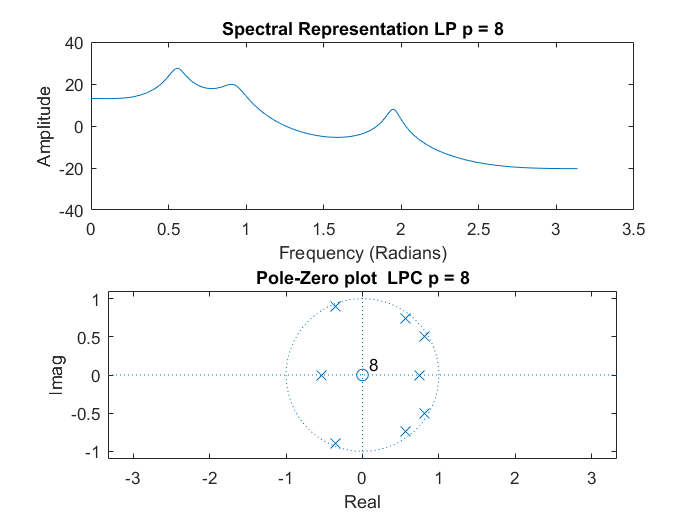 Spectral Representation LP p = 8
40
20
0
-20
-40
Amplitude
0 0.5 1 1.5 2 2.5 3 3.5
Frequency (Radians)
Pole-Zero plot  LPC p = 8
1
0.5
0
-0.5
-1
Imag
8
-3 -2 -1 0 1 2 3
Real